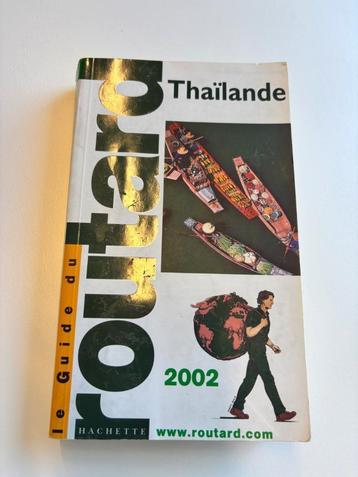 le Guide du
routard
Thaïlande
2002
HACHETTE
www.routard.com